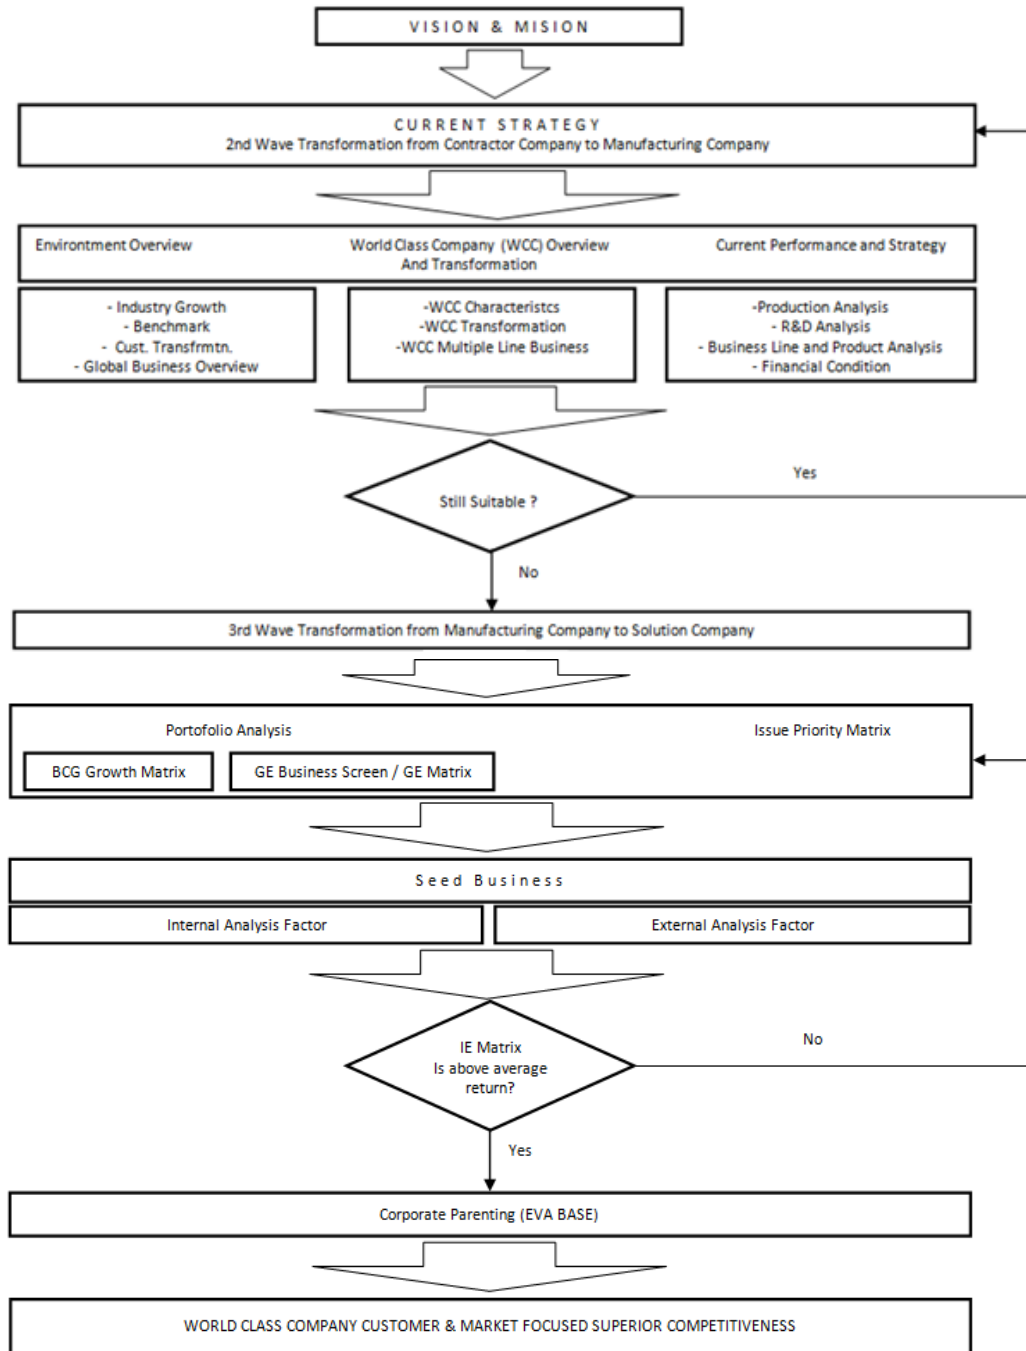 VISION & MISION
CURRENT STRATEGY
2nd Wave Transformation from Contractor Company to Manufacturing Company
Environtment Overview
World Class Company (WCC) Overview
And Transformation
Current Performance and Strategy
- Industry Growth
- Benchmark
- Cust. Transfrmtn.
- Global Business Overview
-WCC Characteristcs
-WCC Transformation
-WCC Multiple Line Business
-Production Analysis
- R&D Analysis
- Business Line and Product Analysis
- Financial Condition
Still Suitable ?
Yes
No
3rd Wave Transformation from Manufacturing Company to Solution Company
Portofolio Analysis
Issue Priority Matrix
BCG Growth Matrix
GE Business Screen / GE Matrix
Seed Business
Internal Analysis Factor
External Analysis Factor
IE Matrix
Is above average
return?
No
Yes
Corporate Parenting (EVA BASE)
WORLD CLASS COMPANY CUSTOMER & MARKET FOCUSED SUPERIOR COMPETITIVENESS